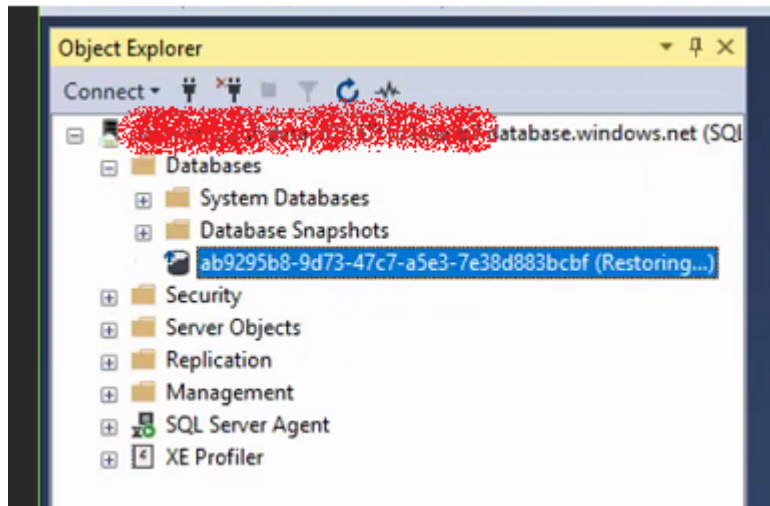 Object Explorer
Connect
database.windows.net (SQL
Databases
System Databases
Database Snapshots
ab9295b8-9d73-47c7-a5e3-7e38d883bcbf (Restoring...)
Security
Server Objects
Replication
Management
SQL Server Agent
XE Profiler